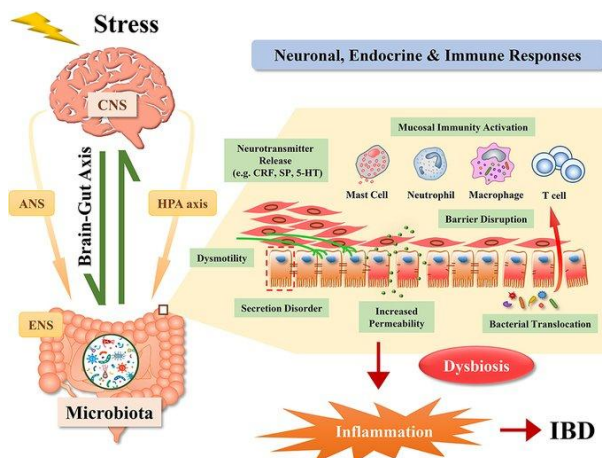 Stress
Neuronal, Endocrine & Immune Responses
CNS
Mucosal Immunity Activation
Neurotransmitter
Release
(e.g. CRF, SP, 5-HT)
Mast Cell
Neutrophil
Macrophage
T cell
ANS
Brain-Gut Axis
HPA axis
Barrier Disruption
Dysmotility
Secretion Disorder
Increased
Permeability
Bacterial Translocation
ENS
Dysbiosis
Microbiota
Inflammation
IBD